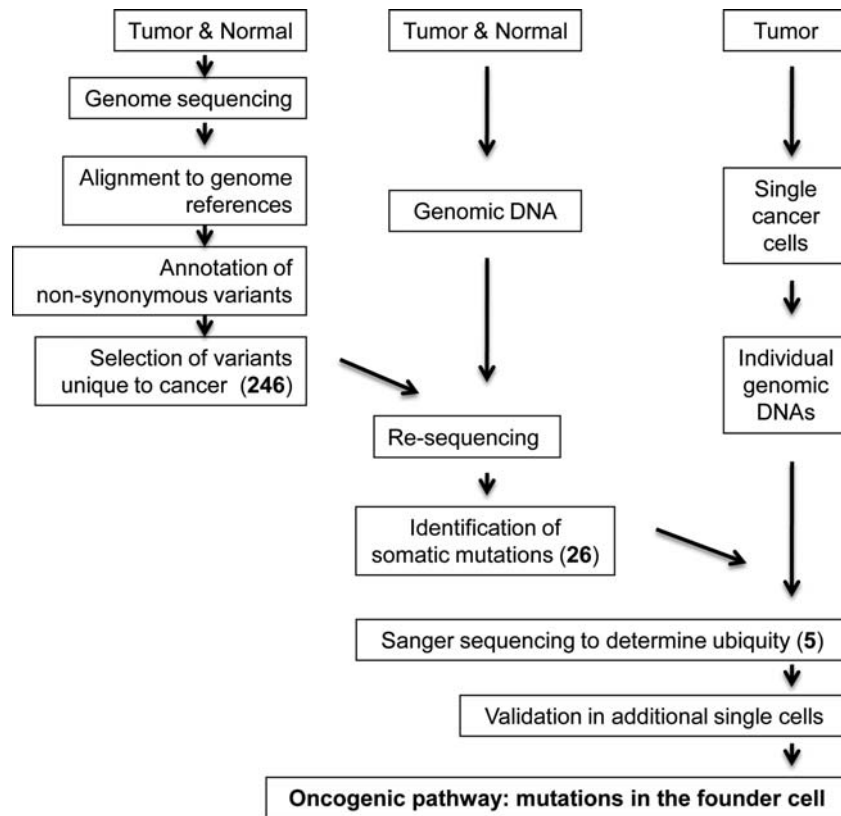 Tumor & Normal
Genome sequencing
Alignment to genome
references
Annotation of
non-synonymous variants
Selection of variants
unique to cancer (246)
Tumor & Normal
Genomic DNA
Re-sequencing
Identification of
somatic mutations (26)
Tumor
Single
cancer
cells
Individual
genomic
DNAs
Sanger sequencing to determine ubiquity (5)
Validation in additional single cells
Oncogenic pathway: mutations in the founder cell